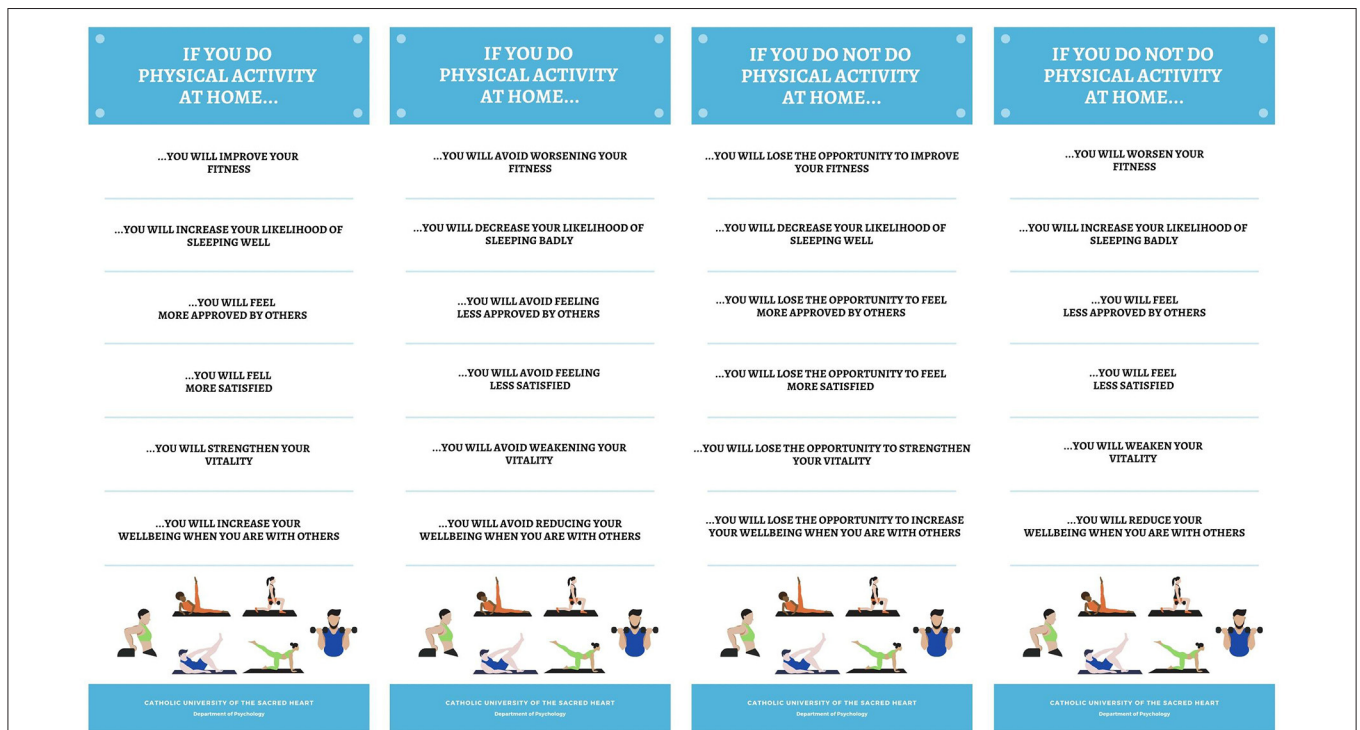 IF YOU DO
PHYSICAL ACTIVITY
AT HOME...
...YOU WILL IMPROVE YOUR
FITNESS
...YOU WILL INCREASE YOUR LIKELIHOOD OF
SLEEPING WELL
...YOU WILL FEEL
MORE APPROVED BY OTHERS
...YOU WILL FELL
MORE SATISFIED
...YOU WILL STRENGTHEN YOUR
VITALITY
...YOU WILL INCREASE YOUR
WELLBEING WHEN YOU ARE WITH OTHERS
CATHOLIC UNIVERSITY OF THE SACRED HEART
Department of Psychology
IF YOU DO
PHYSICAL ACTIVITY
AT HOME...
...YOU WILL AVOID WORSENING YOUR
FITNESS
...YOU WILL DECREASE YOUR LIKELIHOOD OF
SLEEPING BADLY
...YOU WILL AVOID FEELING
LESS APPROVED BY OTHERS
...YOU WILL AVOID FEELING
LESS SATISFIED
...YOU WILL AVOID WEAKENING YOUR
VITALITY
...YOU WILL AVOID REDUCING YOUR
WELLBEING WHEN YOU ARE WITH OTHERS
CATHOLIC UNIVERSITY OF THE SACRED HEART
Department of Psychology
IF YOU DO NOT DO
PHYSICAL ACTIVITY
AT HOME...
...YOU WILL LOSE THE OPPORTUNITY TO IMPROVE
YOUR FITNESS
...YOU WILL DECREASE YOUR LIKELIHOOD OF
SLEEPING WELL
...YOU WILL LOSE THE OPPORTUNITY TO FEEL
MORE APPROVED BY OTHERS
...YOU WILL LOSE THE OPPORTUNITY TO FEEL
MORE SATISFIED
...YOU WILL LOSE THE OPPORTUNITY TO STRENGTHEN
YOUR VITALITY
...YOU WILL LOSE THE OPPORTUNITY TO INCREASE
YOUR WELLBEING WHEN YOU ARE WITH OTHERS
CATHOLIC UNIVERSITY OF THE SACRED HEART
Department of Psychology
IF YOU DO NOT DO
PHYSICAL ACTIVITY
AT HOME...
...YOU WILL WORSEN YOUR
FITNESS
...YOU WILL INCREASE YOUR LIKELIHOOD OF
SLEEPING BADLY
...YOU WILL FEEL
LESS APPROVED BY OTHERS
...YOU WILL FEEL
LESS SATISFIED
...YOU WILL WEAKEN YOUR
VITALITY
...YOU WILL REDUCE YOUR
WELLBEING WHEN YOU ARE WITH OTHERS
CATHOLIC UNIVERSITY OF THE SACRED HEART
Department of Psychology